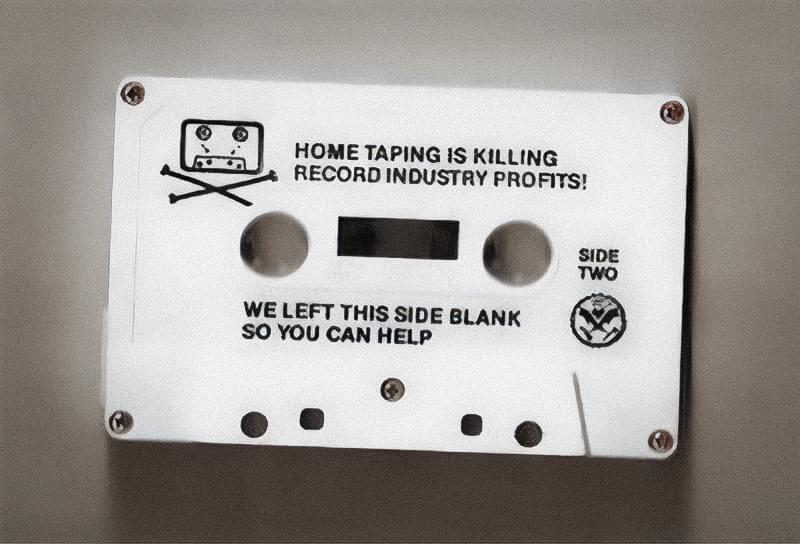 HOME TAPING IS KILLING
RECORD INDUSTRY PROFITS!
SIDE
TWO
WE LEFT THIS SIDE BLANK
SO YOU CAN HELP